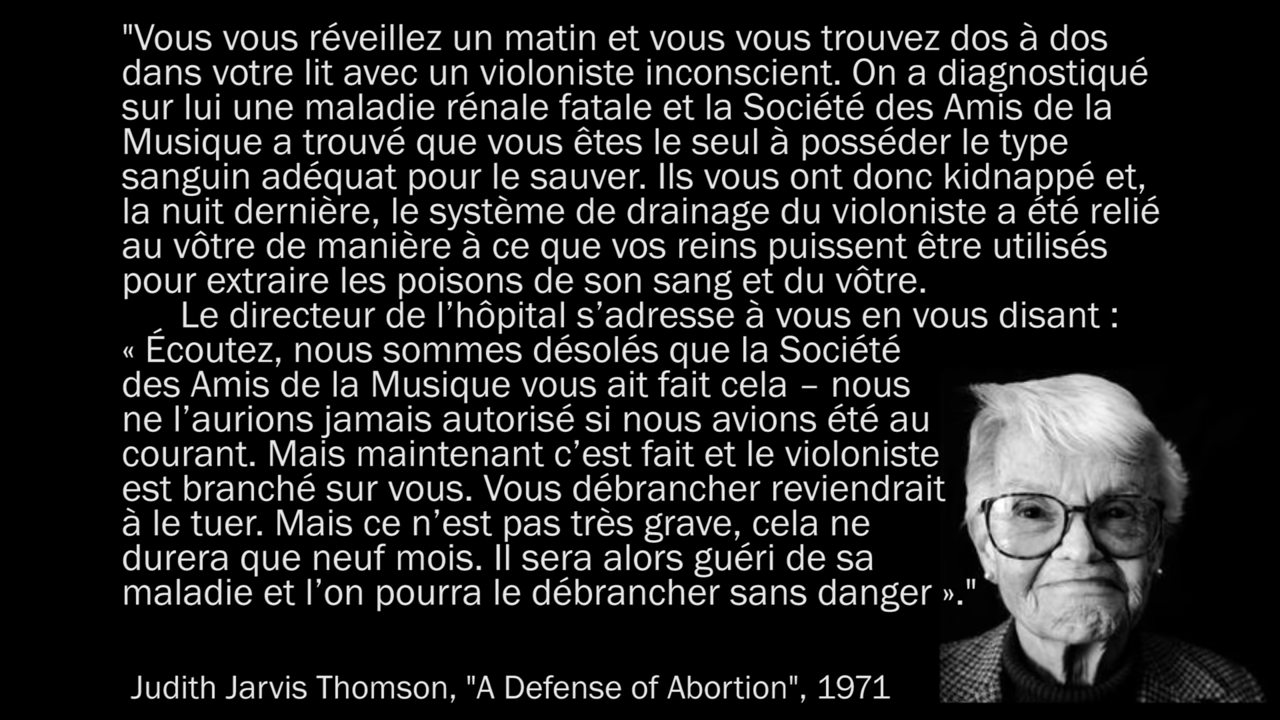 "Vous vous réveillez un matin et vous vous trouvez dos à dos
dans votre lit avec un violoniste inconscient. On a diagnostiqué
sur lui une maladie rénale fatale et la Société des Amis de la
Musique a trouvé que vous êtes le seul à posséder le type
sanguin adéquat pour le sauver. Ils vous ont donc kidnappé et,
la nuit dernière, le système de drainage du violoniste a été relié
au vôtre de manière à ce que vos reins puissent être utilisés
pour extraire les poisons de son sang et du vôtre.
Le directeur de l’hôpital s’adresse à vous en vous disant :
« Écoutez, nous sommes désolés que la Société
des Amis de la Musique vous ait fait cela – nous
ne l’aurions jamais autorisé si nous avions été au
courant. Mais maintenant c’est fait et le violoniste
est branché sur vous. Vous débrancher reviendrait
à le tuer. Mais ce n’est pas très grave, cela ne
durera que neuf mois. Il sera alors guéri de sa
maladie et l’on pourra le débrancher sans danger »."
Judith Jarvis Thomson, "A Defense of Abortion", 1971